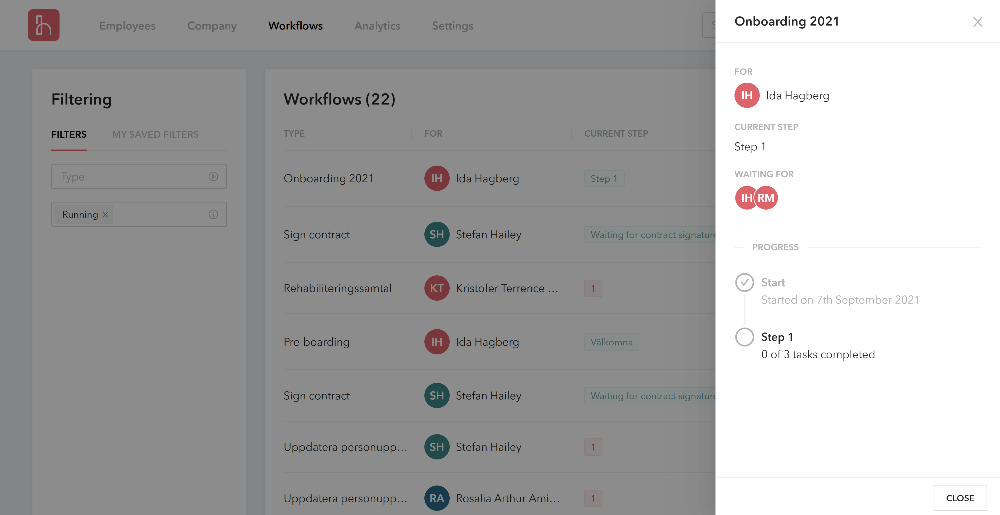 Employees Company Workflows Analytics Settings
Filtering
FILTERS MY SAVED FILTERS
Type
Running X
Workflows (22)
TYPE FOR CURRENT STEP
Onboarding 2021 IH Ida Hagberg Step 1
Sign contract SH Stefan Hailey Waiting for contract signature
Rehabiliteringssamtal KT Kristofer Terrence ... 1
Pre-boarding IH Ida Hagberg Välkomna
Sign contract SH Stefan Hailey Waiting for contract signature
Uppdatera personupp... SH Stefan Hailey 1
Uppdatera personupp... RA Rosalia Arthur Ami... 1
Onboarding 2021 X
FOR
IH Ida Hagberg
CURRENT STEP
Step 1
WAITING FOR
IH RM
PROGRESS
Start
Started on 7th September 2021
Step 1
0 of 3 tasks completed
CLOSE